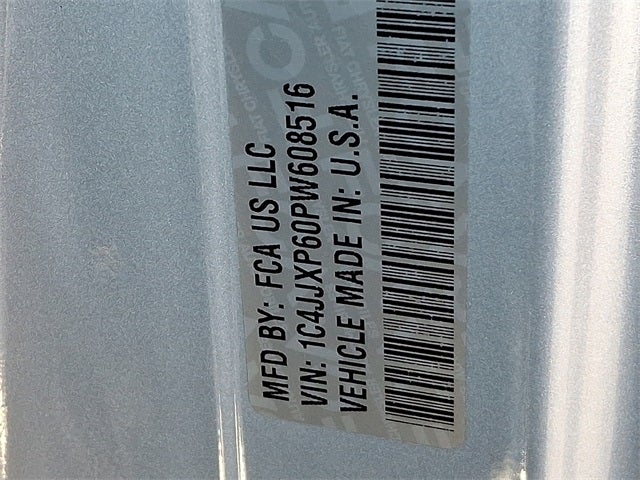 MFD BY: FCA US LLC
VIN: 1C4JJXP60PW608516
VEHICLE MADE IN: U.S.A.